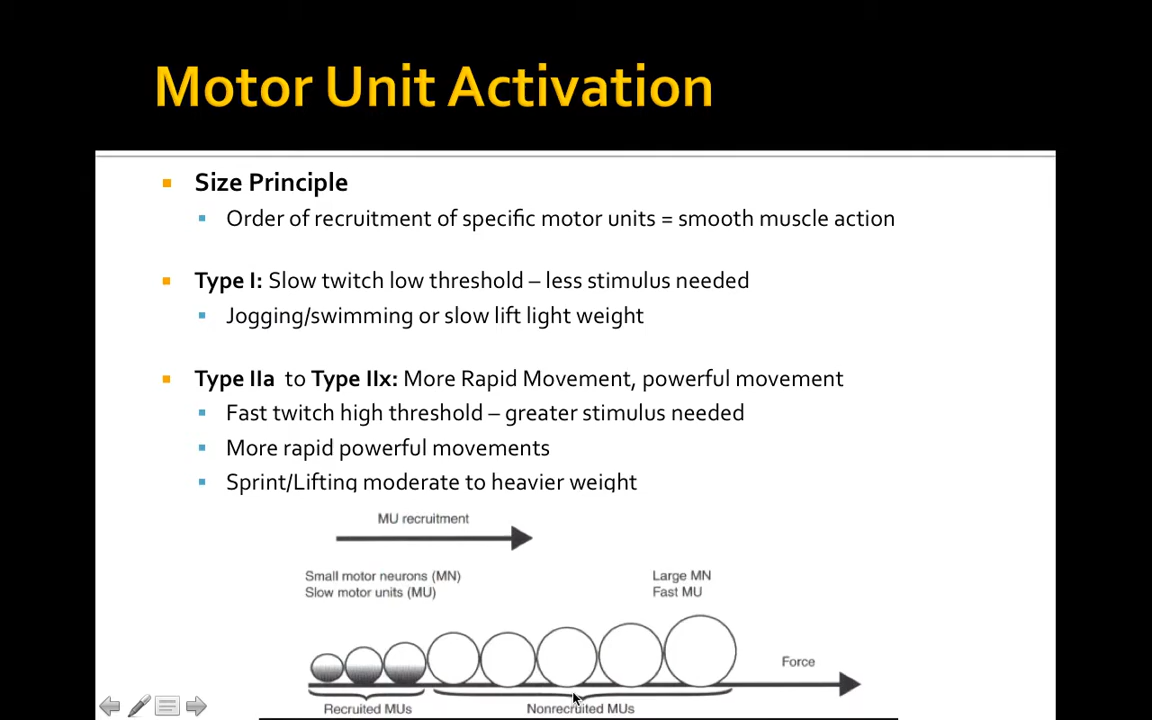 Motor Unit Activation
Size Principle
Order of recruitment of specific motor units = smooth muscle action
Type I: Slow twitch low threshold – less stimulus needed
Jogging/swimming or slow lift light weight
Type IIa to Type IIx: More Rapid Movement, powerful movement
Fast twitch high threshold – greater stimulus needed
More rapid powerful movements
Sprint/Lifting moderate to heavier weight
MU recruitment
Small motor neurons (MN)
Slow motor units (MU)
Large MN
Fast MU
Force
Recruited MUs
Nonrecruited MUs